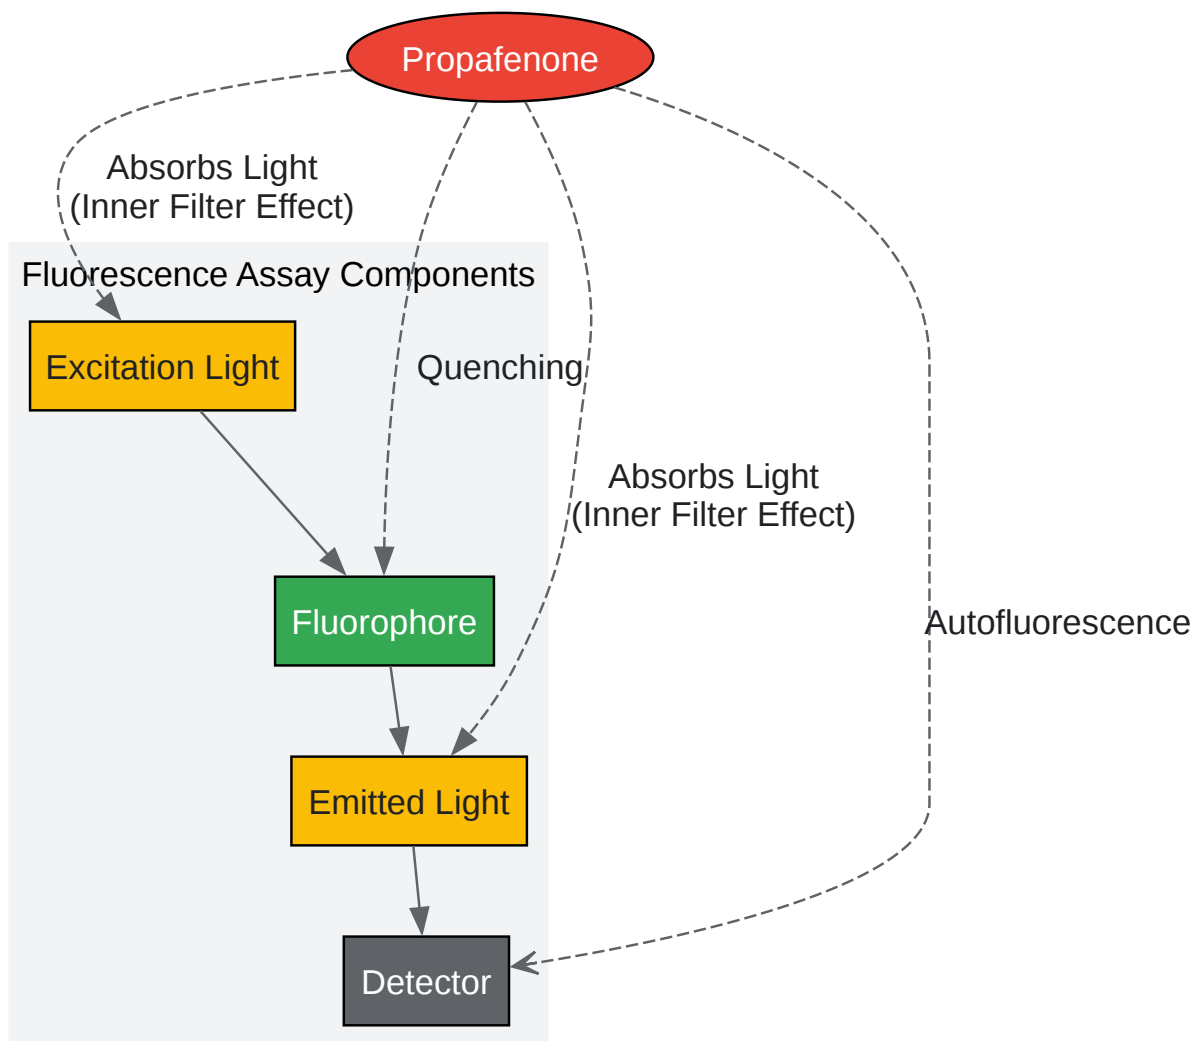 Propafenone
Absorbs Light
(Inner Filter Effect)
Fluorescence Assay Components
Excitation Light
Quenching
Absorbs Light
(Inner Filter Effect)
Fluorophore
Autofluorescence
Emitted Light
Detector